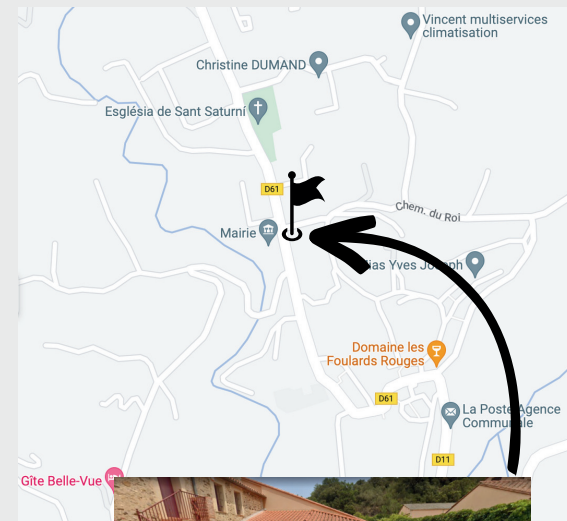 Vincent multiservices
climatisation
Christine DUMAND
Església de Sant Saturní
D61
Chem. du Roi
Mairie
Yves Joseph
Domaine les
Foulards Rouges
D61
La Poste Agence
Communale
D11
Gîte Belle-Vue